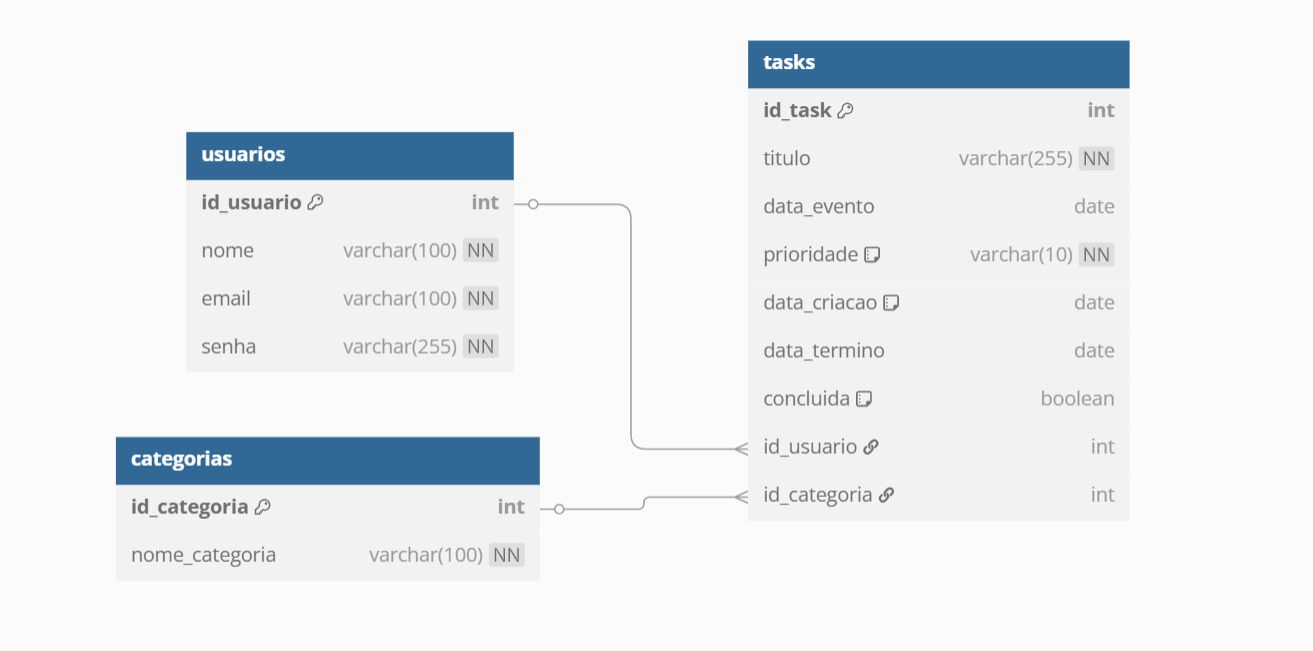 usuarios
id_usuario int
nome varchar(100) NN
email varchar(100) NN
senha varchar(255) NN
categorias
id_categoria int
nome_categoria varchar(100) NN
tasks
id_task int
titulo varchar(255) NN
data_evento date
prioridade varchar(10) NN
data_criacao date
data_termino date
concluida boolean
id_usuario int
id_categoria int